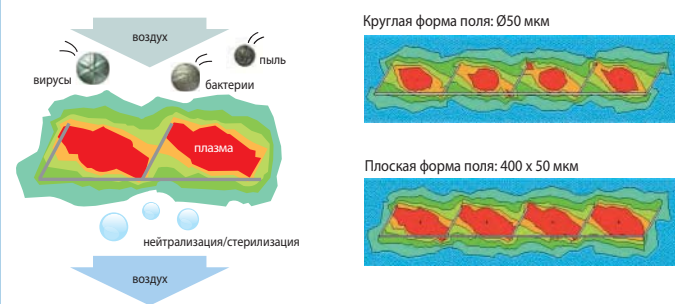 воздух
вирусы
бактерии
пыль
плазма
нейтрализация/стерилизация
воздух
Круглая форма поля: Ø50 мкм
Плоская форма поля: 400 x 50 мкм